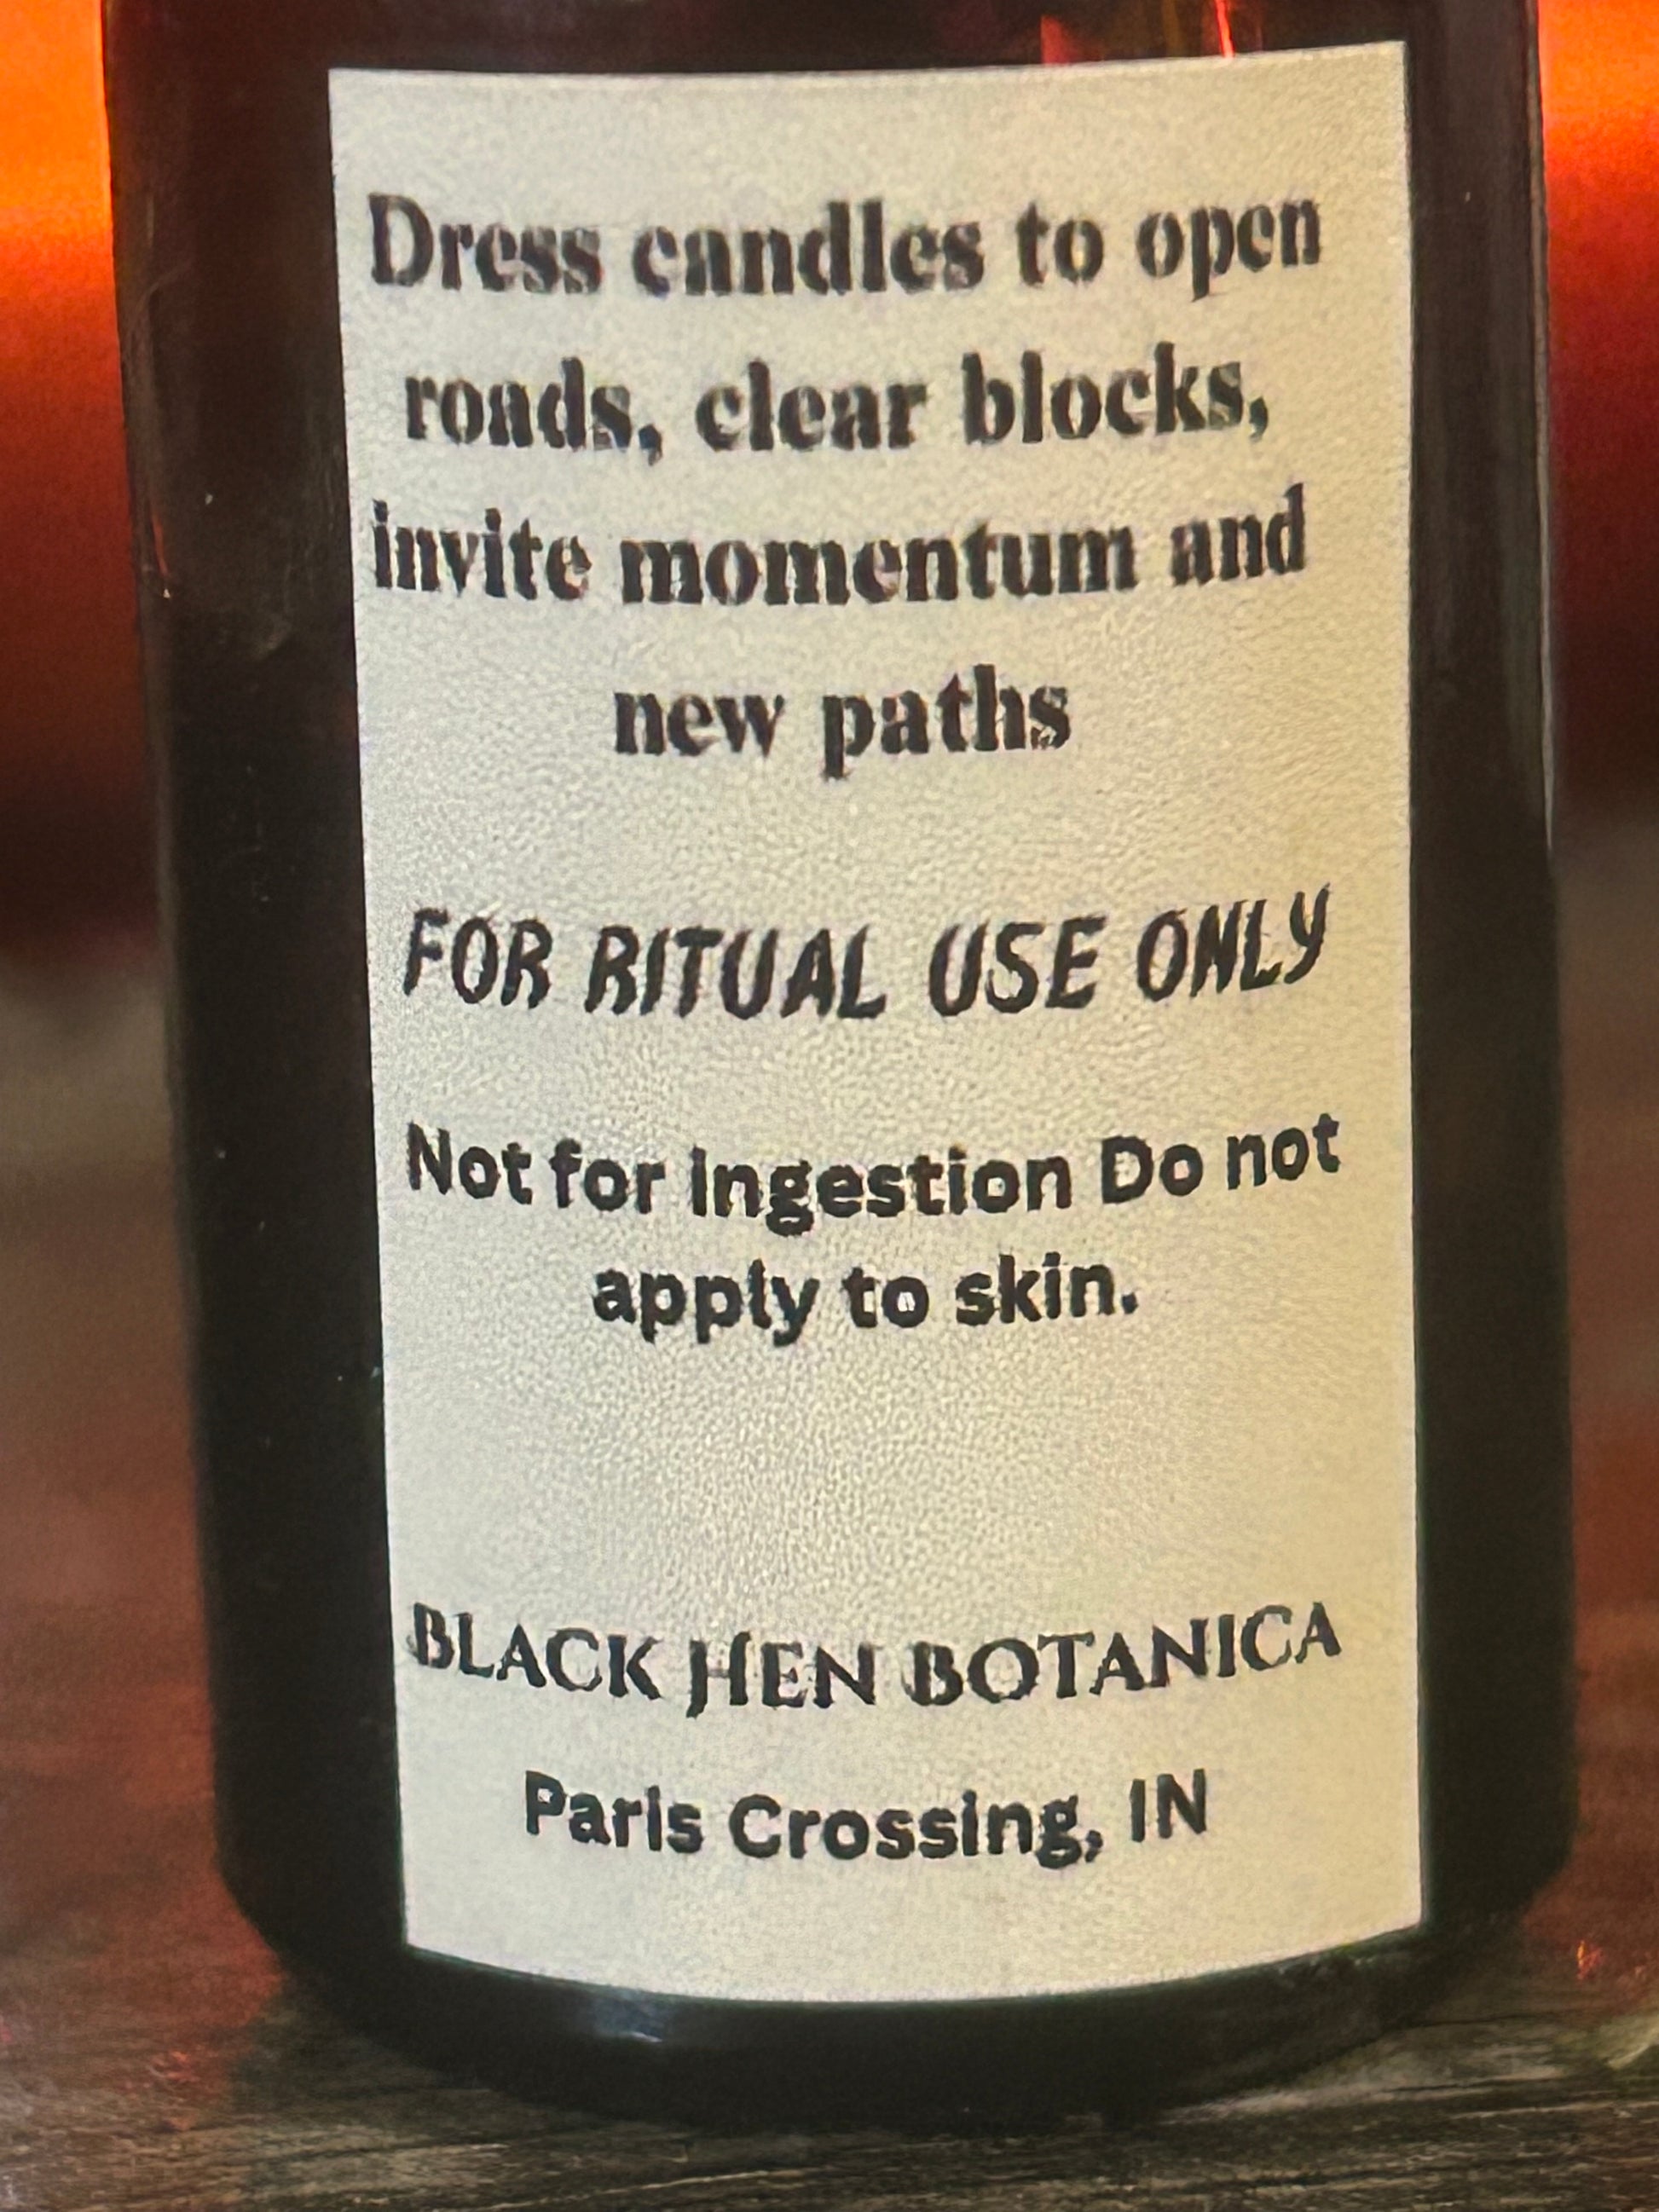 Dress candles to open
roads, clear blocks,
invite momentum and
new paths
FOR RITUAL USE ONLY
Not for Ingestion Do not
apply to skin.
BLACK HEN BOTANICA
Paris Crossing, IN